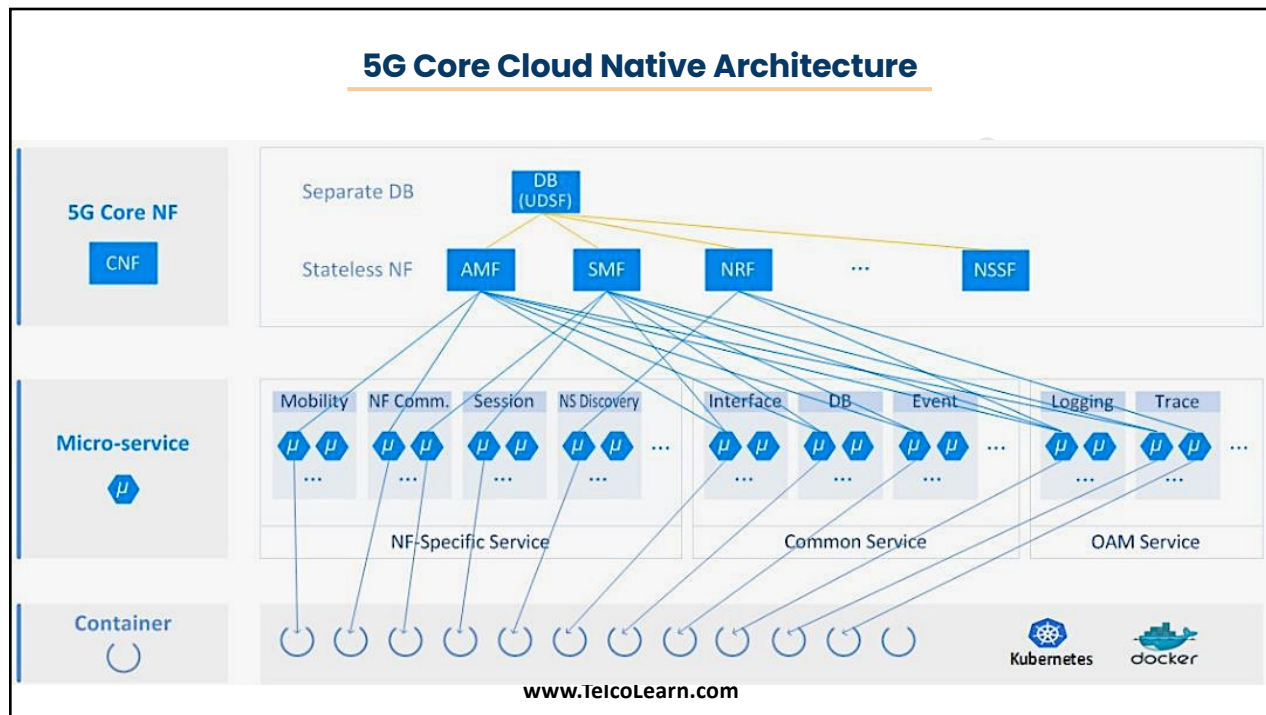 5G Core Cloud Native Architecture
5G Core NF
CNF
Separate DB
DB
(UDSF)
Stateless NF
AMF
SMF
NRF
...
NSSF
Micro-service
μ
Mobility
NF Comm.
Session
NS Discovery
Interface
DB
Event
Logging
Trace
μ μ μ μ μ μ μ μ ... μ μ μ μ μ μ ... μ μ μ μ ...
... ... ... ... ... ... ... ... ...
NF-Specific Service
Common Service
OAM Service
Container
Kubernetes
docker
www.TelcoLearn.com